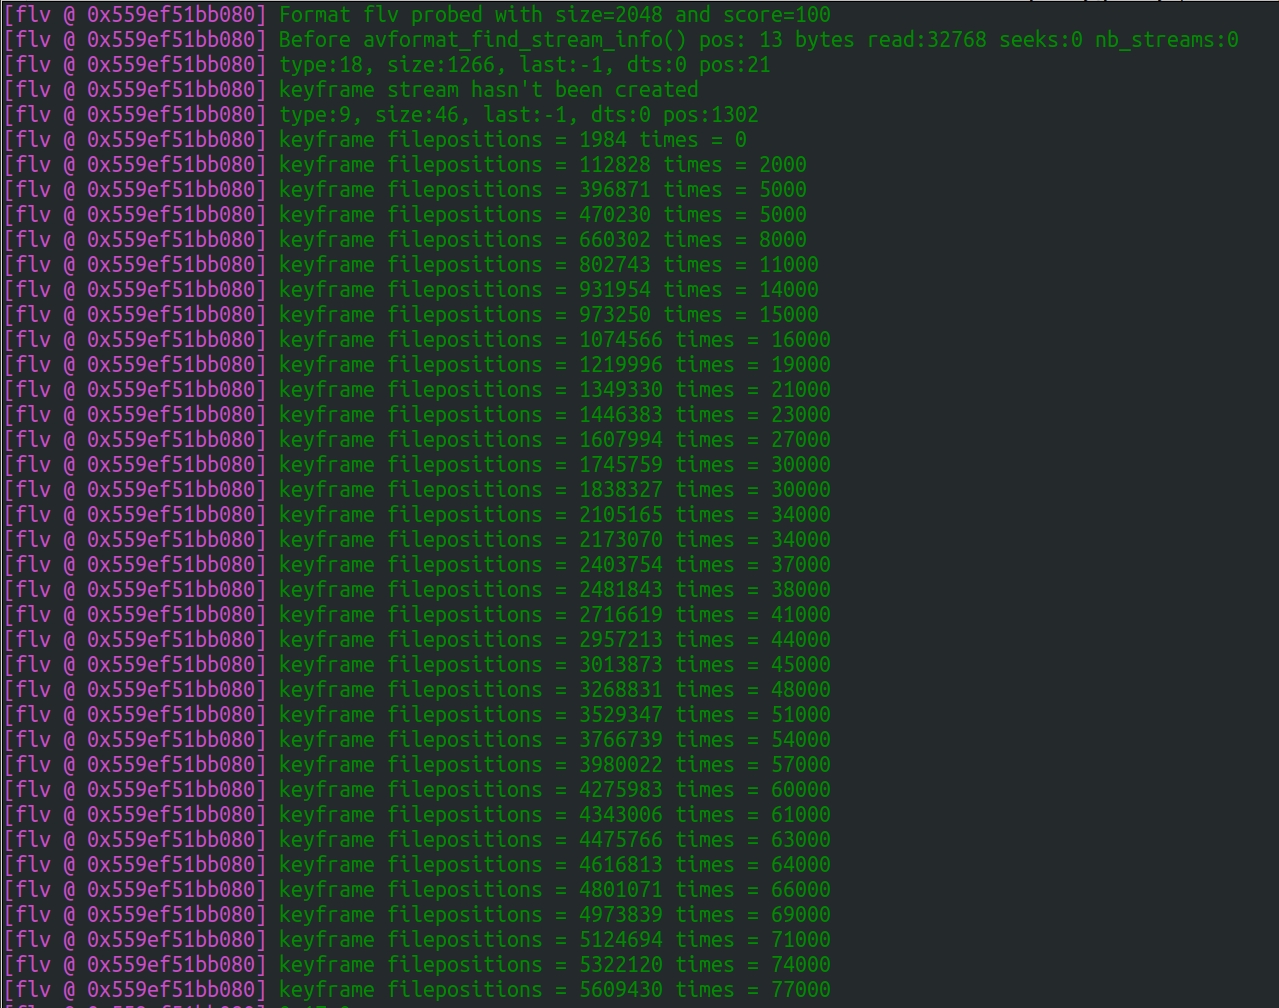 [flv @ 0x559ef51bb080] Format flv probed with size=2048 and score=100
[flv @ 0x559ef51bb080] Before avformat_find_stream_info() pos: 13 bytes read:32768 seeks:0 nb_streams:0
[flv @ 0x559ef51bb080] type:18, size:1266, last:-1, dts:0 pos:21
[flv @ 0x559ef51bb080] keyframe stream hasn't been created
[flv @ 0x559ef51bb080] type:9, size:46, last:-1, dts:0 pos:1302
[flv @ 0x559ef51bb080] keyframe filepositions = 1984 times = 0
[flv @ 0x559ef51bb080] keyframe filepositions = 112828 times = 2000
[flv @ 0x559ef51bb080] keyframe filepositions = 396871 times = 5000
[flv @ 0x559ef51bb080] keyframe filepositions = 470230 times = 5000
[flv @ 0x559ef51bb080] keyframe filepositions = 660302 times = 8000
[flv @ 0x559ef51bb080] keyframe filepositions = 802743 times = 11000
[flv @ 0x559ef51bb080] keyframe filepositions = 931954 times = 14000
[flv @ 0x559ef51bb080] keyframe filepositions = 973250 times = 15000
[flv @ 0x559ef51bb080] keyframe filepositions = 1074566 times = 16000
[flv @ 0x559ef51bb080] keyframe filepositions = 1219996 times = 19000
[flv @ 0x559ef51bb080] keyframe filepositions = 1349330 times = 21000
[flv @ 0x559ef51bb080] keyframe filepositions = 1446383 times = 23000
[flv @ 0x559ef51bb080] keyframe filepositions = 1607994 times = 27000
[flv @ 0x559ef51bb080] keyframe filepositions = 1745759 times = 30000
[flv @ 0x559ef51bb080] keyframe filepositions = 1838327 times = 30000
[flv @ 0x559ef51bb080] keyframe filepositions = 2105165 times = 34000
[flv @ 0x559ef51bb080] keyframe filepositions = 2173070 times = 34000
[flv @ 0x559ef51bb080] keyframe filepositions = 2403754 times = 37000
[flv @ 0x559ef51bb080] keyframe filepositions = 2481843 times = 38000
[flv @ 0x559ef51bb080] keyframe filepositions = 2716619 times = 41000
[flv @ 0x559ef51bb080] keyframe filepositions = 2957213 times = 44000
[flv @ 0x559ef51bb080] keyframe filepositions = 3013873 times = 45000
[flv @ 0x559ef51bb080] keyframe filepositions = 3268831 times = 48000
[flv @ 0x559ef51bb080] keyframe filepositions = 3529347 times = 51000
[flv @ 0x559ef51bb080] keyframe filepositions = 3766739 times = 54000
[flv @ 0x559ef51bb080] keyframe filepositions = 3980022 times = 57000
[flv @ 0x559ef51bb080] keyframe filepositions = 4275983 times = 60000
[flv @ 0x559ef51bb080] keyframe filepositions = 4343006 times = 61000
[flv @ 0x559ef51bb080] keyframe filepositions = 4475766 times = 63000
[flv @ 0x559ef51bb080] keyframe filepositions = 4616813 times = 64000
[flv @ 0x559ef51bb080] keyframe filepositions = 4801071 times = 66000
[flv @ 0x559ef51bb080] keyframe filepositions = 4973839 times = 69000
[flv @ 0x559ef51bb080] keyframe filepositions = 5124694 times = 71000
[flv @ 0x559ef51bb080] keyframe filepositions = 5322120 times = 74000
[flv @ 0x559ef51bb080] keyframe filepositions = 5609430 times = 77000